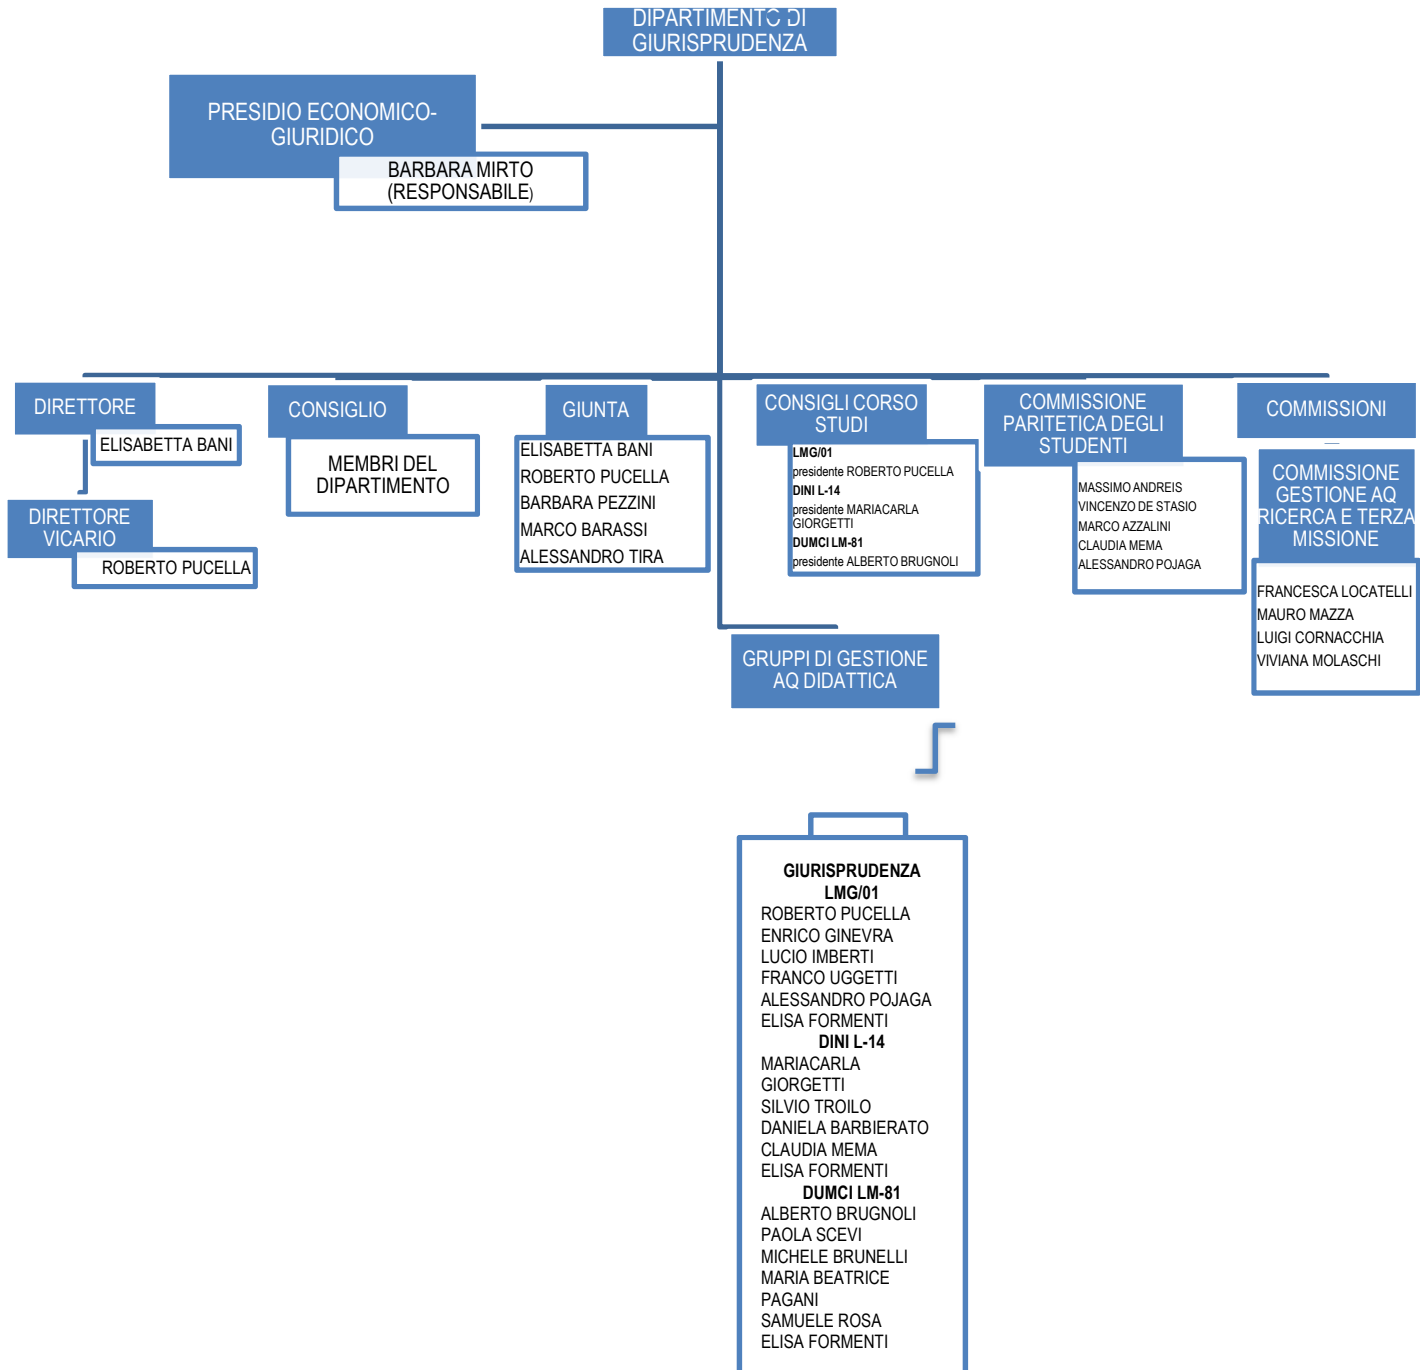 DIPARTIMENTO DI
GIURISPRUDENZA
PRESIDIO ECONOMICO-
GIURIDICO
BARBARA MIRTO
(RESPONSABILE)
DIRETTORE
ELISABETTA BANI
DIRETTORE
VICARIO
ROBERTO PUCELLA
CONSIGLIO
MEMBRI DEL
DIPARTIMENTO
GIUNTA
ELISABETTA BANI
ROBERTO PUCELLA
BARBARA PEZZINI
MARCO BARASSI
ALESSANDRO TIRA
CONSIGLI CORSO
STUDI
LMG/01
presidente ROBERTO PUCELLA
DINI L-14
presidente MARIACARLA
GIORGETTI
DUMCI LM-81
presidente ALBERTO BRUGNOLI
COMMISSIONE
PARITETICA DEGLI
STUDENTI
MASSIMO ANDREIS
VINCENZO DE STASIO
MARCO AZZALINI
CLAUDIA MEMA
ALESSANDRO POJAGA
COMMISSIONI
COMMISSIONE
GESTIONE AQ
RICERCA E TERZA
MISSIONE
FRANCESCA LOCATELLI
MAURO MAZZA
LUIGI CORNACCHIA
VIVIANA MOLASCHI
GRUPPI DI GESTIONE
AQ DIDATTICA
GIURISPRUDENZA
LMG/01
ROBERTO PUCELLA
ENRICO GINEVRA
LUCIO IMBERTI
FRANCO UGGETTI
ALESSANDRO POJAGA
ELISA FORMENTI
DINI L-14
MARIACARLA
GIORGETTI
SILVIO TROILO
DANIELA BARBIERATO
CLAUDIA MEMA
ELISA FORMENTI
DUMCI LM-81
ALBERTO BRUGNOLI
PAOLA SCEVI
MICHELE BRUNELLI
MARIA BEATRICE
PAGANI
SAMUELE ROSA
ELISA FORMENTI